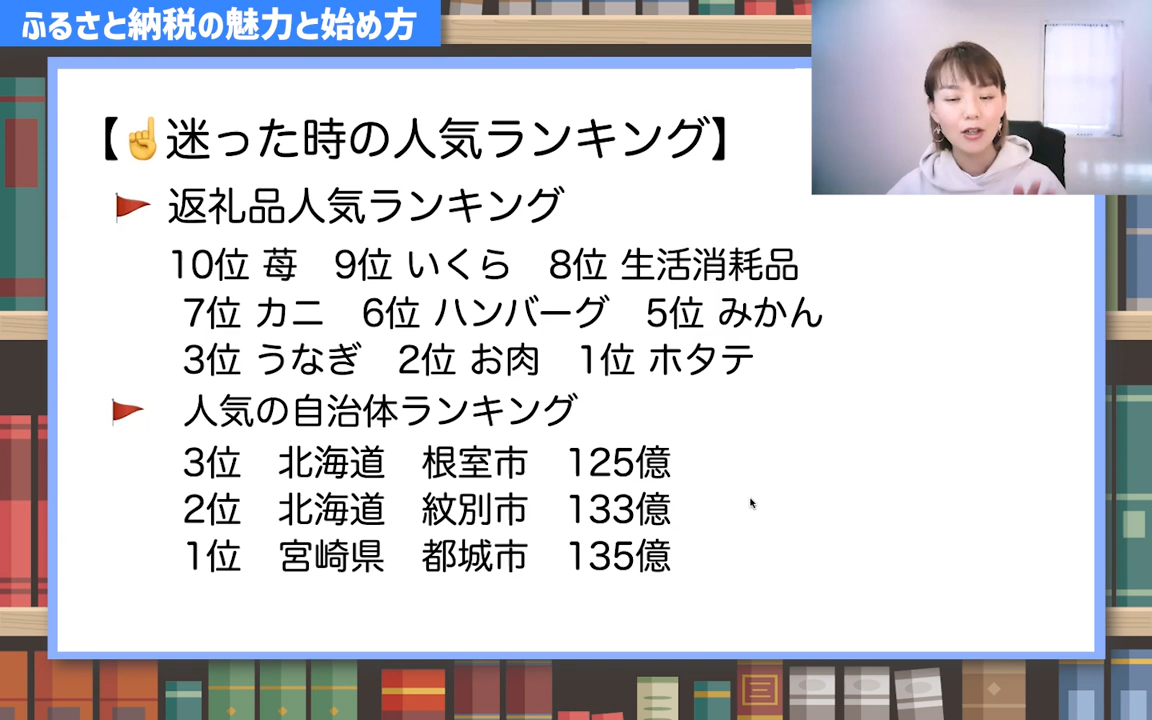 ふるさと納税の魅力と始め方
【☝️迷った時の人気ランキング】
🚩 返礼品人気ランキング
10位 苺　9位 いくら　8位 生活消耗品
7位 カニ　6位 ハンバーグ　5位 みかん
3位 うなぎ　2位 お肉　1位 ホタテ
🚩 人気の自治体ランキング
3位　北海道　根室市　125億
2位　北海道　紋別市　133億
1位　宮崎県　都城市　135億